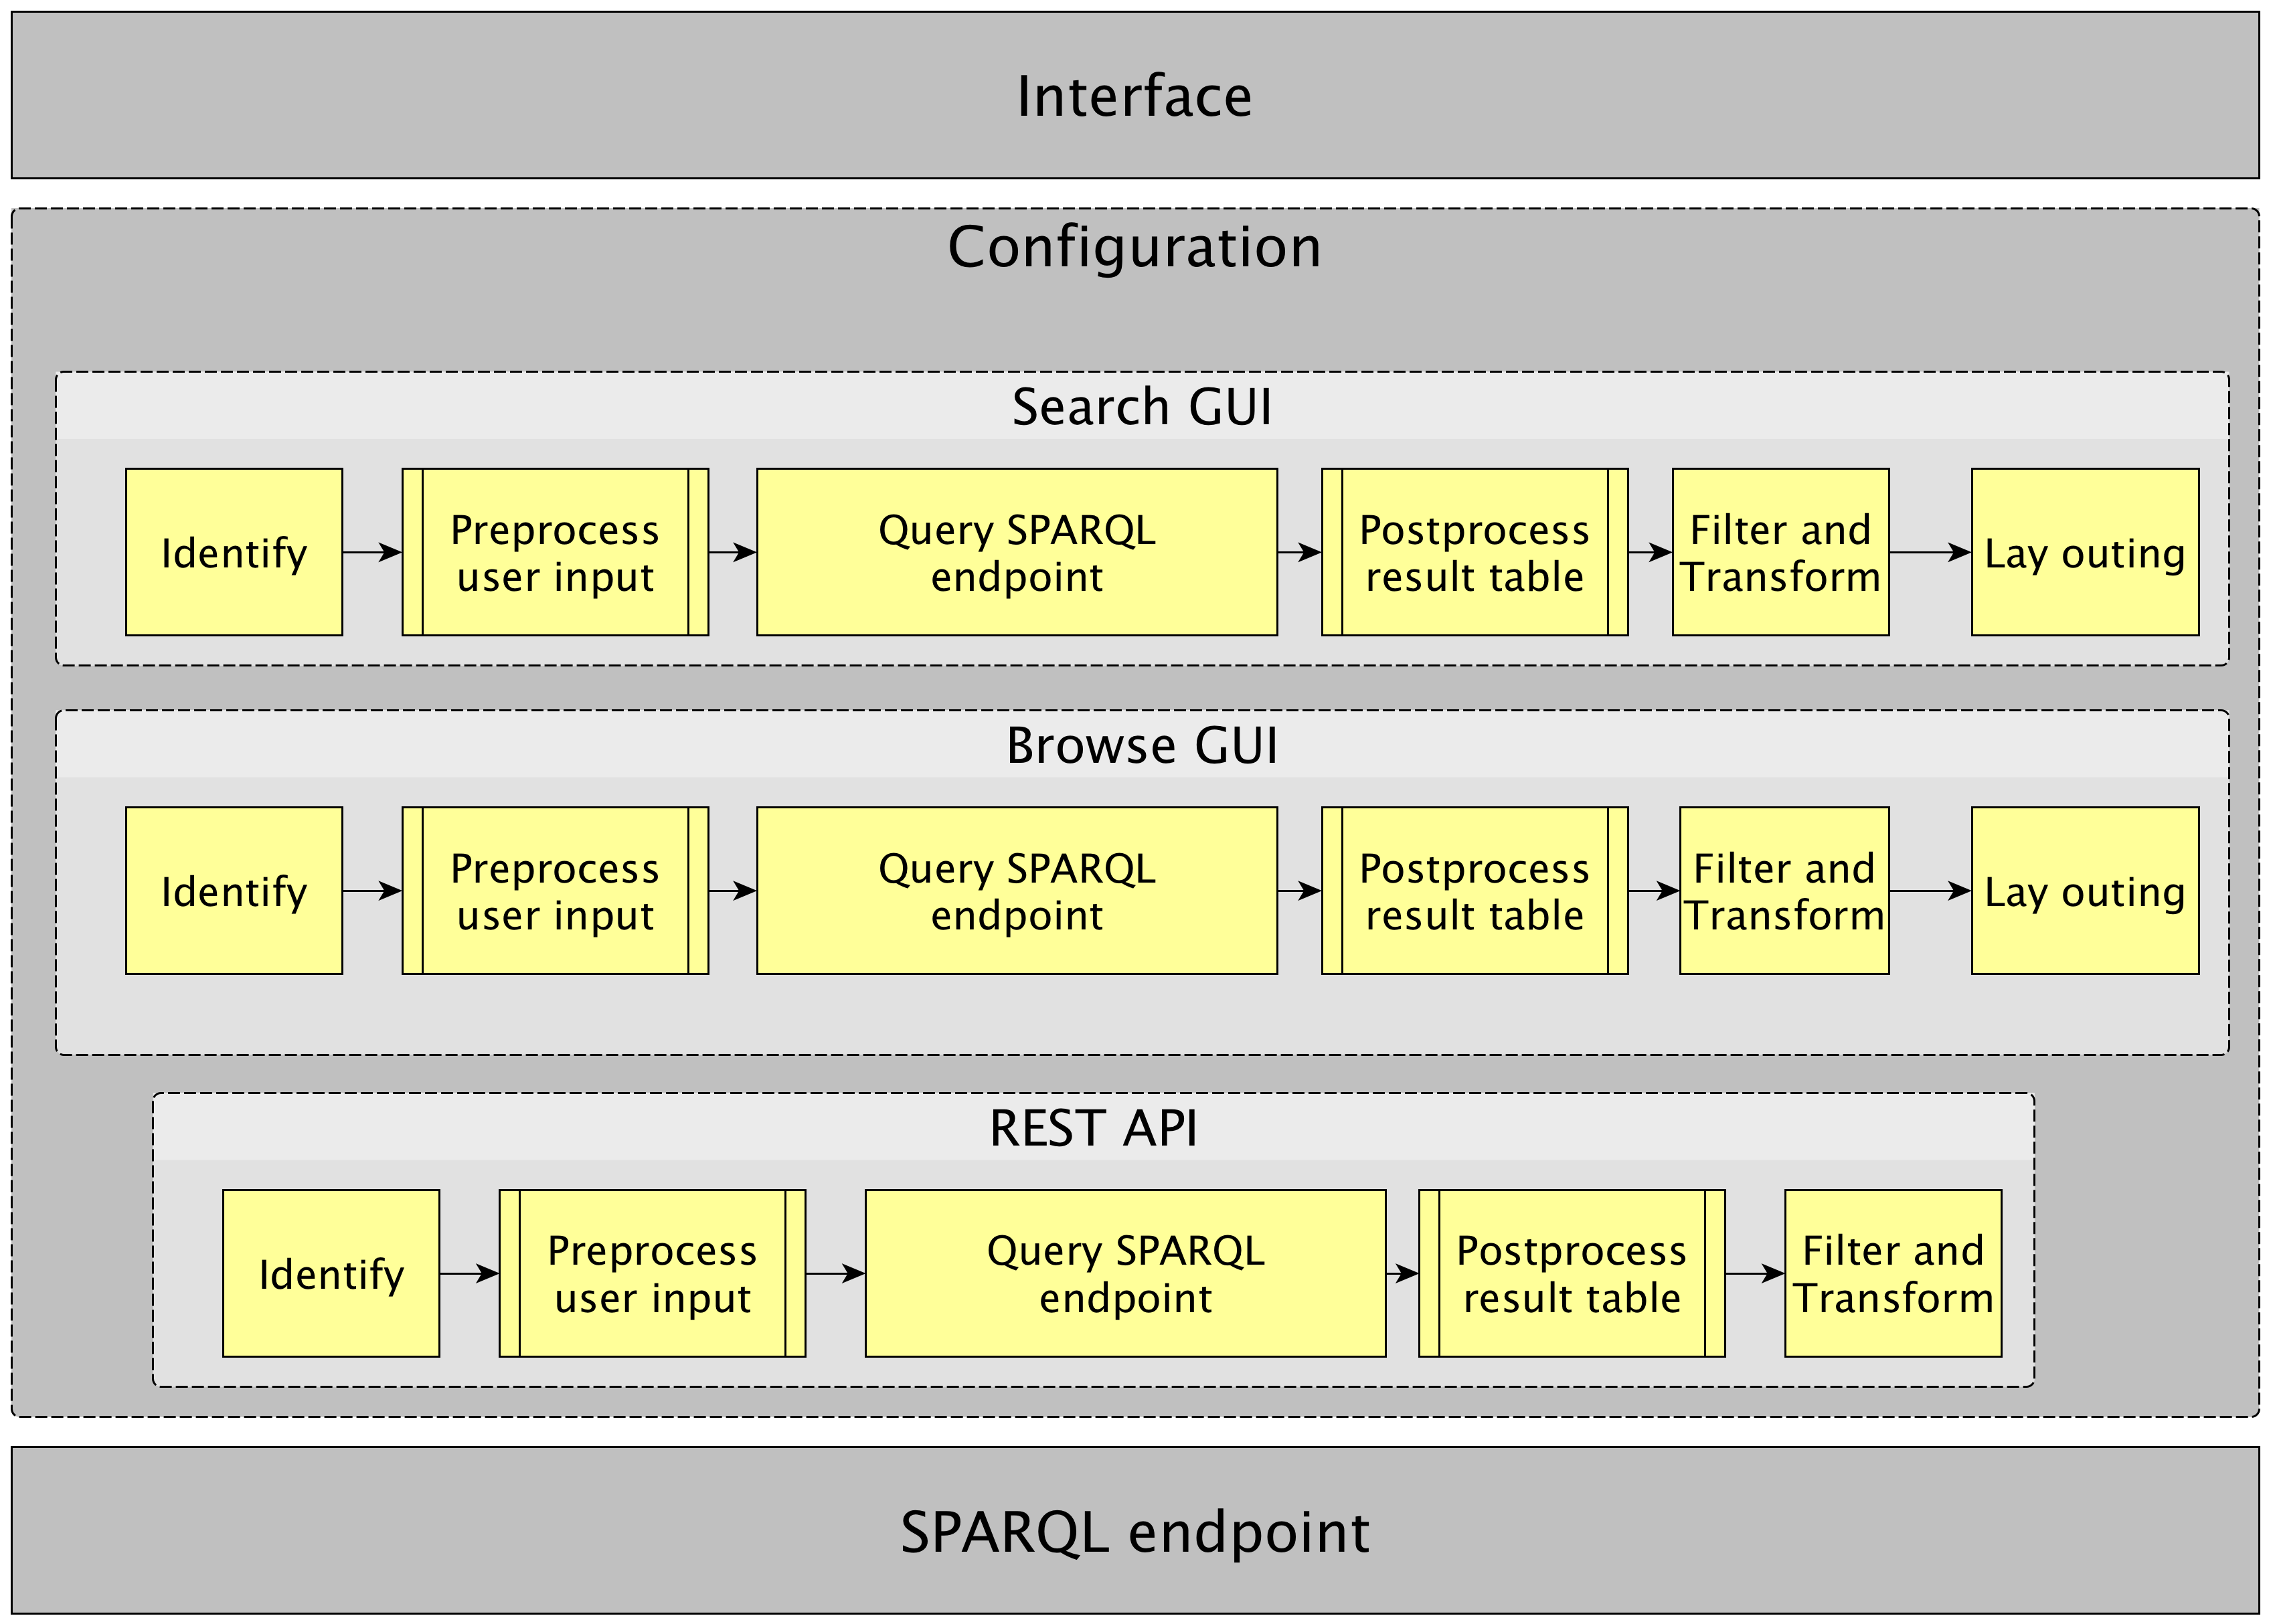 Interface
Configuration
Search GUI
Identify
Preprocess
user input
Query SPARQL
endpoint
Postprocess
result table
Filter and
Transform
Lay outing
Browse GUI
Identify
Preprocess
user input
Query SPARQL
endpoint
Postprocess
result table
Filter and
Transform
Lay outing
REST API
Identify
Preprocess
user input
Query SPARQL
endpoint
Postprocess
result table
Filter and
Transform
SPARQL endpoint